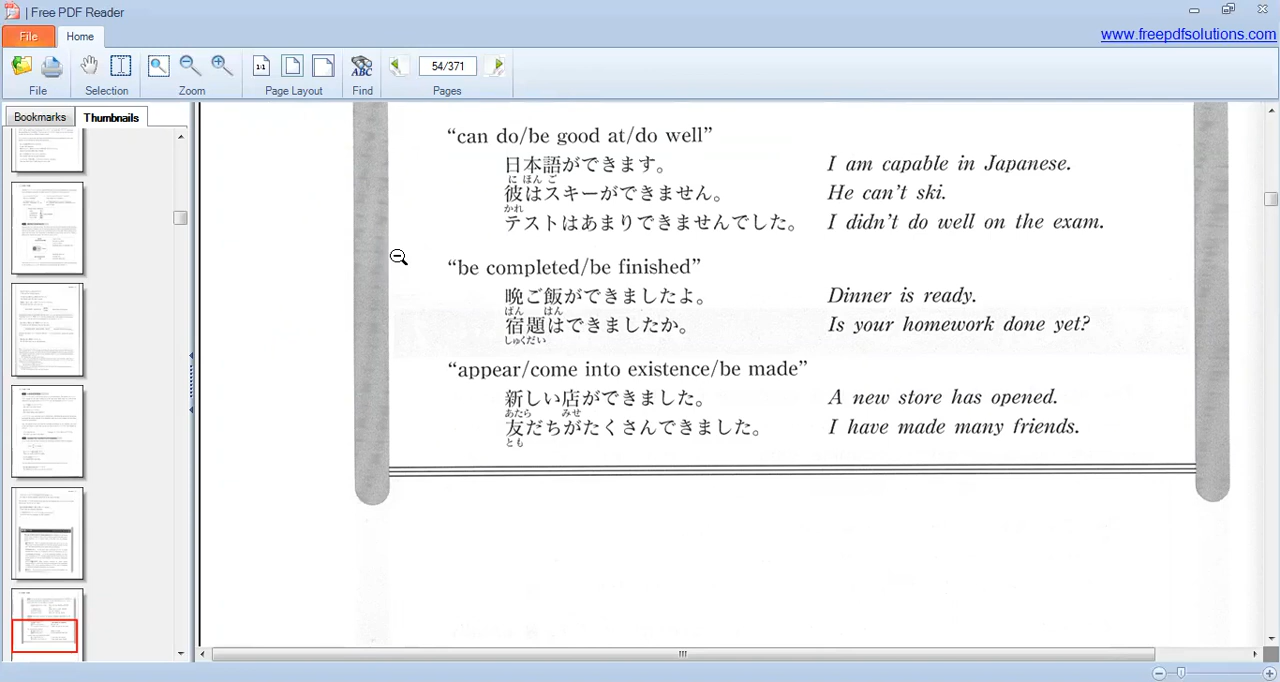 | Free PDF Reader
File Home www.freepdfsolutions.com
1:1 ABC 54/371
File Selection Zoom Page Layout Find Pages
Bookmarks Thumbnails
“can do/be good at/do well”
日本語ができます。 I am capable in Japanese.
に ほん ご
彼はスキーができません。 He can't ski.
かれ
テストはあまりできませんでした。 I didn't do well on the exam.
“be completed/be finished”
晩ご飯ができましたよ。 Dinner is ready.
ばん はん
宿題はできましたか。 Is your homework done yet?
しゅくだい
“appear/come into existence/be made”
新しい店ができました。 A new store has opened.
あたら みせ
友だちがたくさんできました。 I have made many friends.
とも